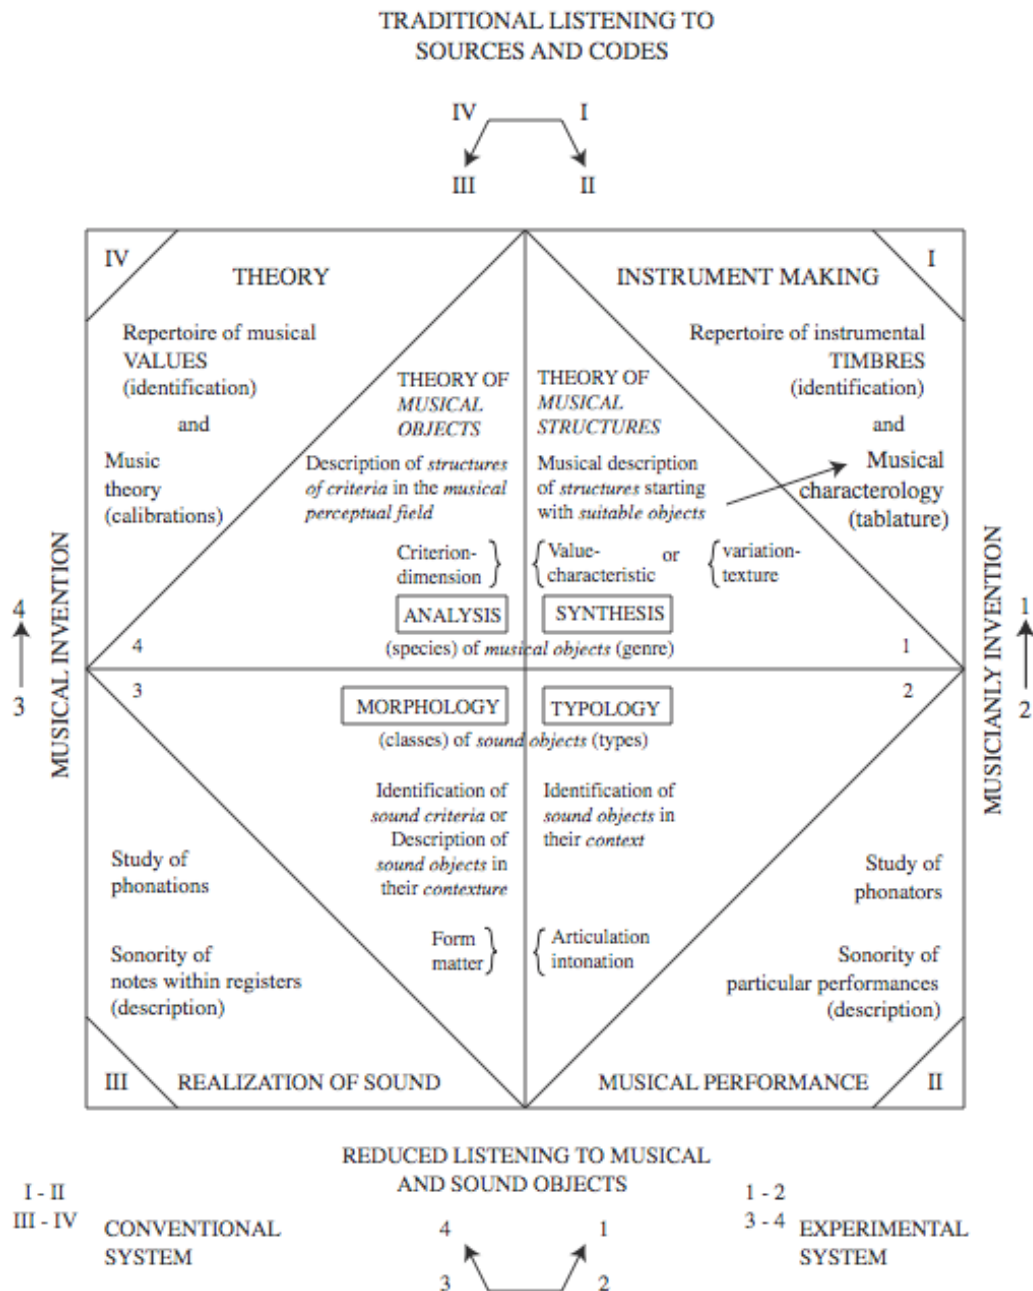 TRADITIONAL LISTENING TO
SOURCES AND CODES
IV I
III II
IV
THEORY
INSTRUMENT MAKING
I
Repertoire of musical
VALUES
(identification)
and
Music
theory
(calibrations)
THEORY OF
MUSICAL
OBJECTS
Description of structures
of criteria in the musical
perceptual field
Criterion-
dimension
ANALYSIS
THEORY OF
MUSICAL
STRUCTURES
Musical description
of structures starting
with suitable objects
Value-
characteristic
or
variation-
texture
SYNTHESIS
Repertoire of instrumental
TIMBRES
(identification)
and
Musical
characterology
(tablature)
(species) of musical objects (genre)
4
1
3
2
MUSICAL INVENTION
4
3
MUSICIANLY INVENTION
1
2
MORPHOLOGY
TYPOLOGY
(classes) of sound objects (types)
Identification of
sound criteria or
Description of
sound objects in
their contexture
Form
matter
Identification of
sound objects in
their context
Articulation
intonation
Study of
phonations
Sonority of
notes within registers
(description)
Study of
phonators
Sonority of
particular performances
(description)
III
REALIZATION OF SOUND
MUSICAL PERFORMANCE
II
REDUCED LISTENING TO MUSICAL
AND SOUND OBJECTS
I - II
III - IV
CONVENTIONAL
SYSTEM
4 1
3 2
1 - 2
3 - 4
EXPERIMENTAL
SYSTEM